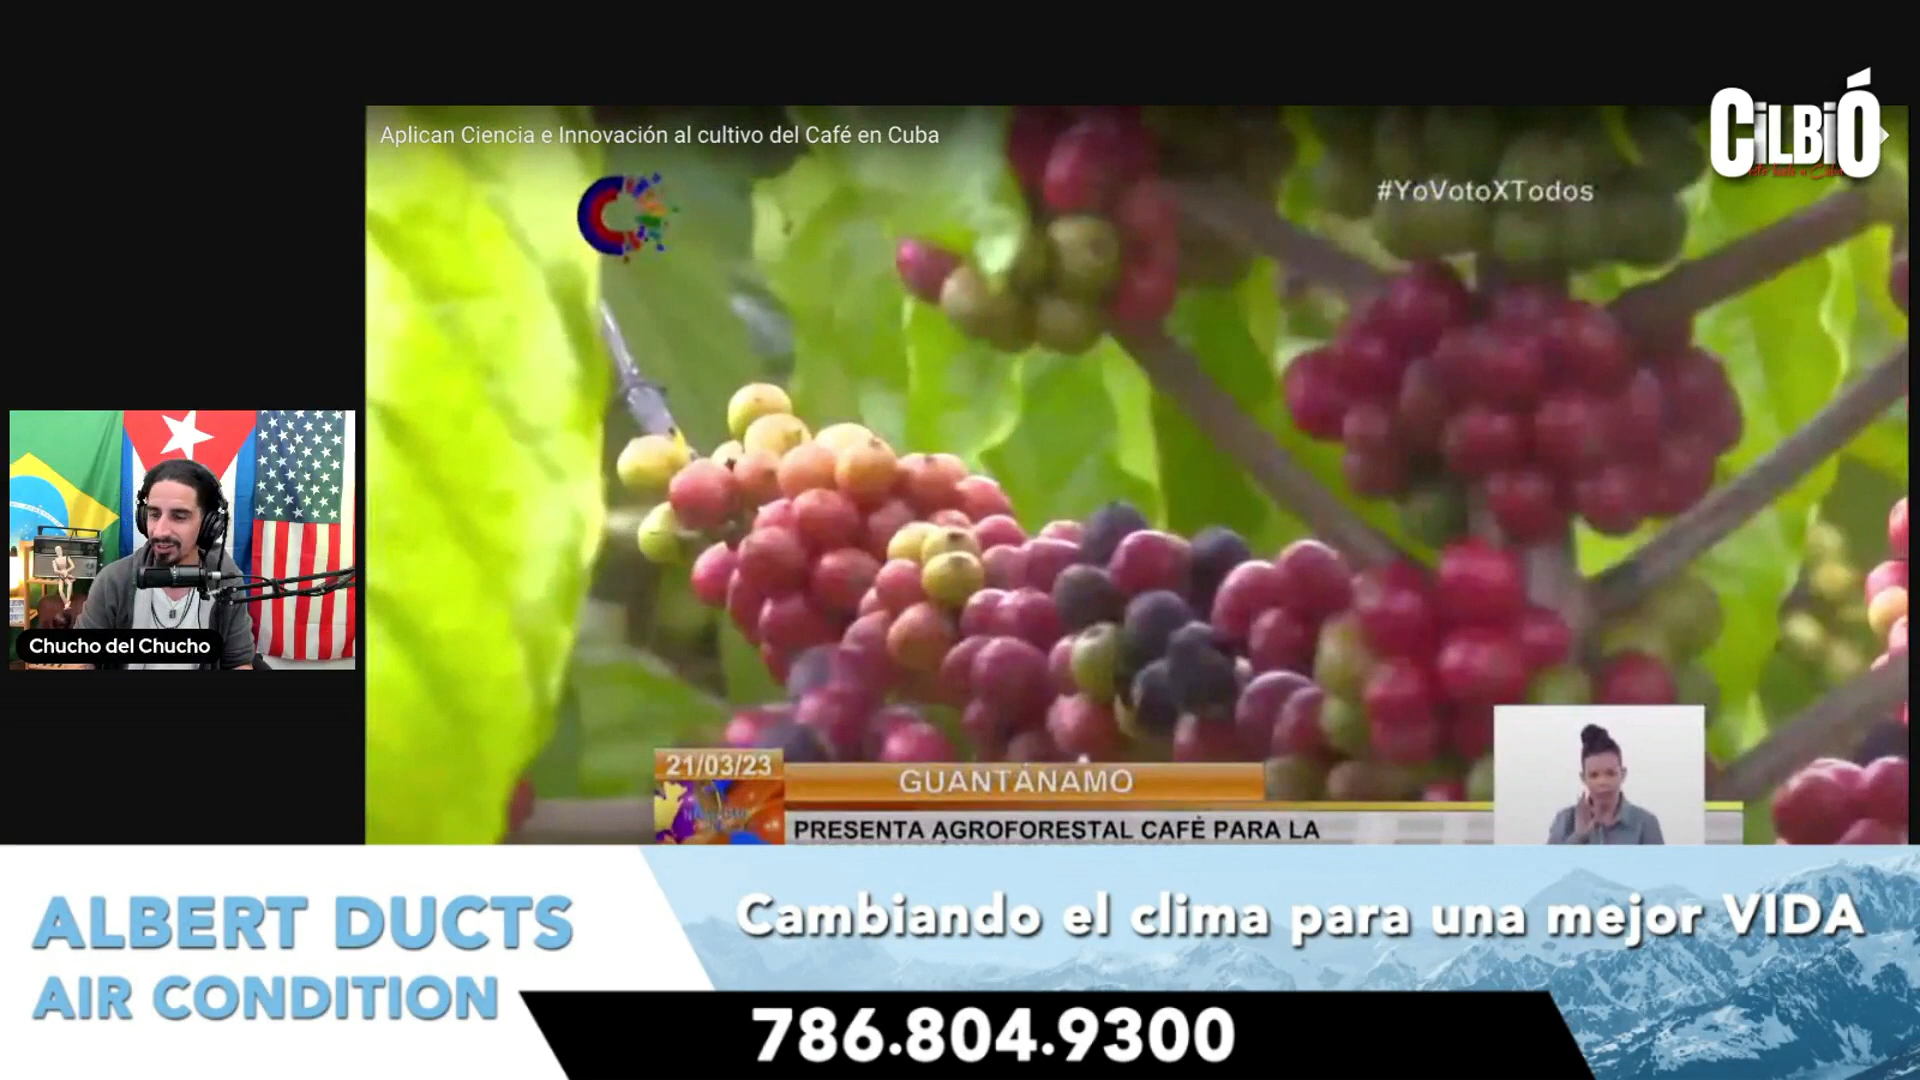 Aplican Ciencia e Innovación al cultivo del Café en Cuba
CiLBiÓ
#YoVotoXTodos
Chucho del Chucho
21/03/23
GUANTÁNAMO
PRESENTA AGROFORESTAL CAFÉ PARA LA
ALBERT DUCTS
AIR CONDITION
Cambiando el clima para una mejor VIDA
786.804.9300